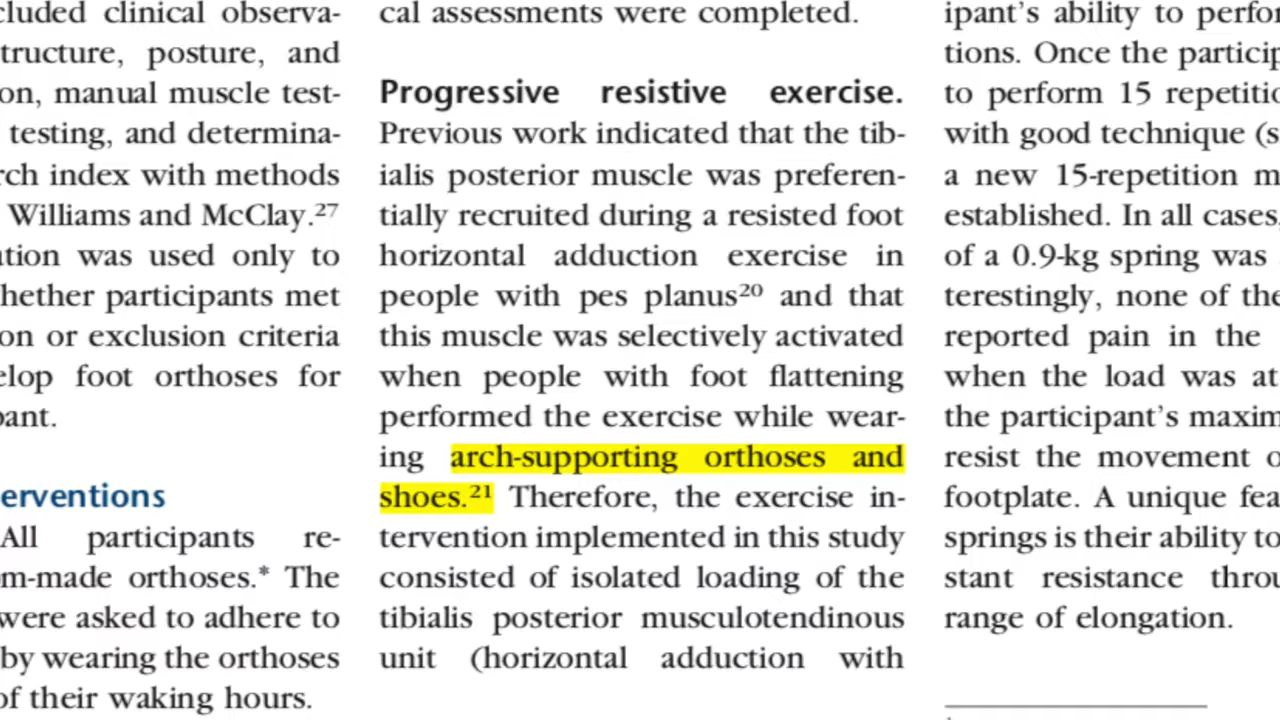 cluded clinical observa-
tructure, posture, and
on, manual muscle test-
testing, and determina-
rch index with methods
Williams and McClay.²⁷
ation was used only to
hether participants met
on or exclusion criteria
elop foot orthoses for
pant.
erventions
All participants re-
m-made orthoses.* The
were asked to adhere to
by wearing the orthoses
of their waking hours.
cal assessments were completed.
Progressive resistive exercise.
Previous work indicated that the tib-
ialis posterior muscle was preferen-
tially recruited during a resisted foot
horizontal adduction exercise in
people with pes planus²⁰ and that
this muscle was selectively activated
when people with foot flattening
performed the exercise while wear-
ing arch-supporting orthoses and
shoes.²¹ Therefore, the exercise in-
tervention implemented in this study
consisted of isolated loading of the
tibialis posterior musculotendinous
unit (horizontal adduction with
ipant's ability to perfor
tions. Once the particip
to perform 15 repetitio
with good technique (s
a new 15-repetition m
established. In all cases,
of a 0.9-kg spring was
terestingly, none of the
reported pain in the
when the load was at
the participant's maxim
resist the movement o
footplate. A unique fea
springs is their ability to
stant resistance throu
range of elongation.